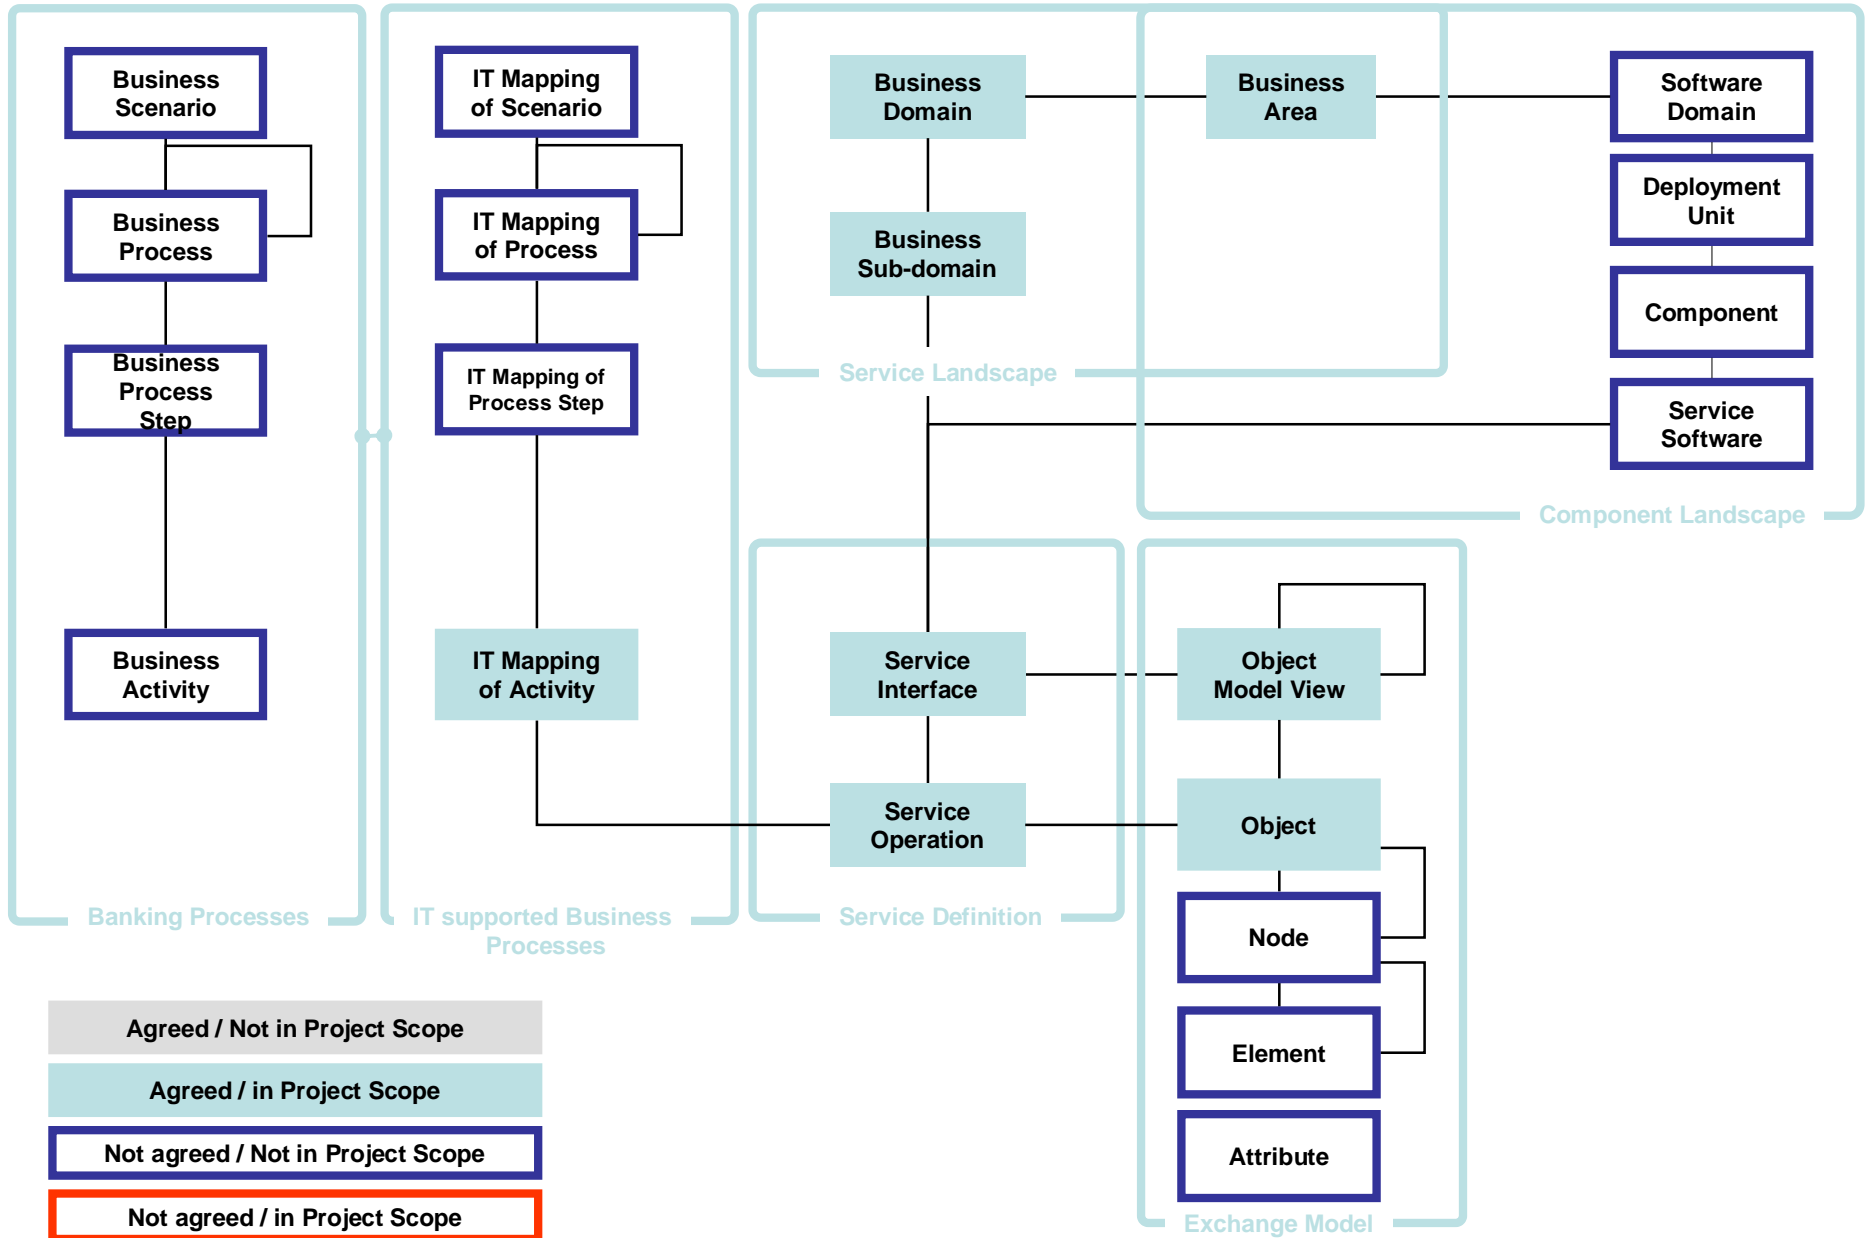 Business
Scenario
Business
Process
Business
Process
Step
Business
Activity
Banking Processes
IT Mapping
of Scenario
IT Mapping
of Process
IT Mapping of
Process Step
IT Mapping
of Activity
IT supported Business
Processes
Business
Domain
Business
Area
Business
Sub-domain
Service Landscape
Software
Domain
Deployment
Unit
Component
Service
Software
Component Landscape
Service
Interface
Service
Operation
Service Definition
Object
Model View
Object
Node
Element
Attribute
Exchange Model
Agreed / Not in Project Scope
Agreed / in Project Scope
Not agreed / Not in Project Scope
Not agreed / in Project Scope